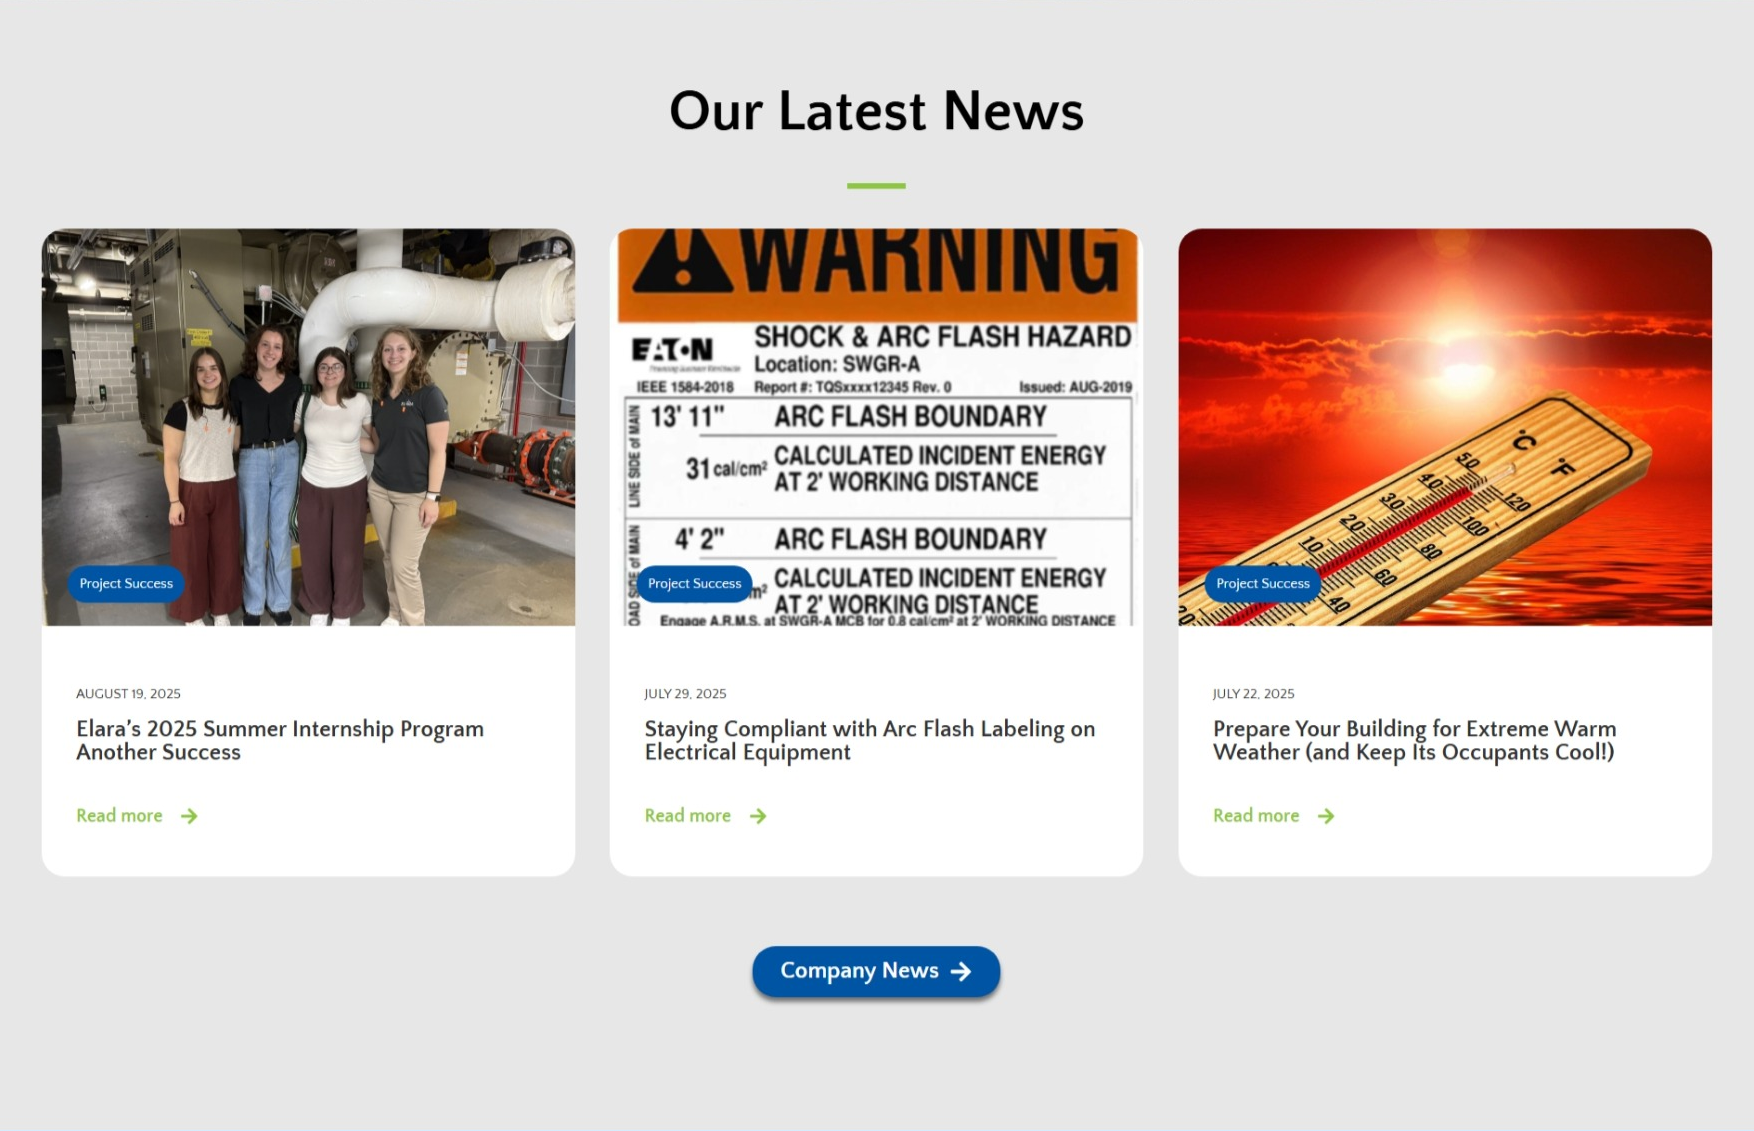 Our Latest News
WARNING
EATON
SHOCK & ARC FLASH HAZARD
Location: SWGR-A
IEEE 1584-2018 Report #: TQSxxxx12345 Rev. 0 Issued: AUG-2019
LINE SIDE of MAIN
13' 11" ARC FLASH BOUNDARY
31 cal/cm² CALCULATED INCIDENT ENERGY
AT 2' WORKING DISTANCE
OAD SIDE of MAIN
4' 2" ARC FLASH BOUNDARY
m² CALCULATED INCIDENT ENERGY
AT 2' WORKING DISTANCE
Engage A.R.M.S. at SWGR-A MCB for 0.8 cal/cm² at 2' WORKING DISTANCE
°C °F
50
40
30
20
10
120
100
80
60
40
Project Success
Project Success
Project Success
AUGUST 19, 2025
Elara’s 2025 Summer Internship Program
Another Success
Read more
JULY 29, 2025
Staying Compliant with Arc Flash Labeling on
Electrical Equipment
Read more
JULY 22, 2025
Prepare Your Building for Extreme Warm
Weather (and Keep Its Occupants Cool!)
Read more
Company News